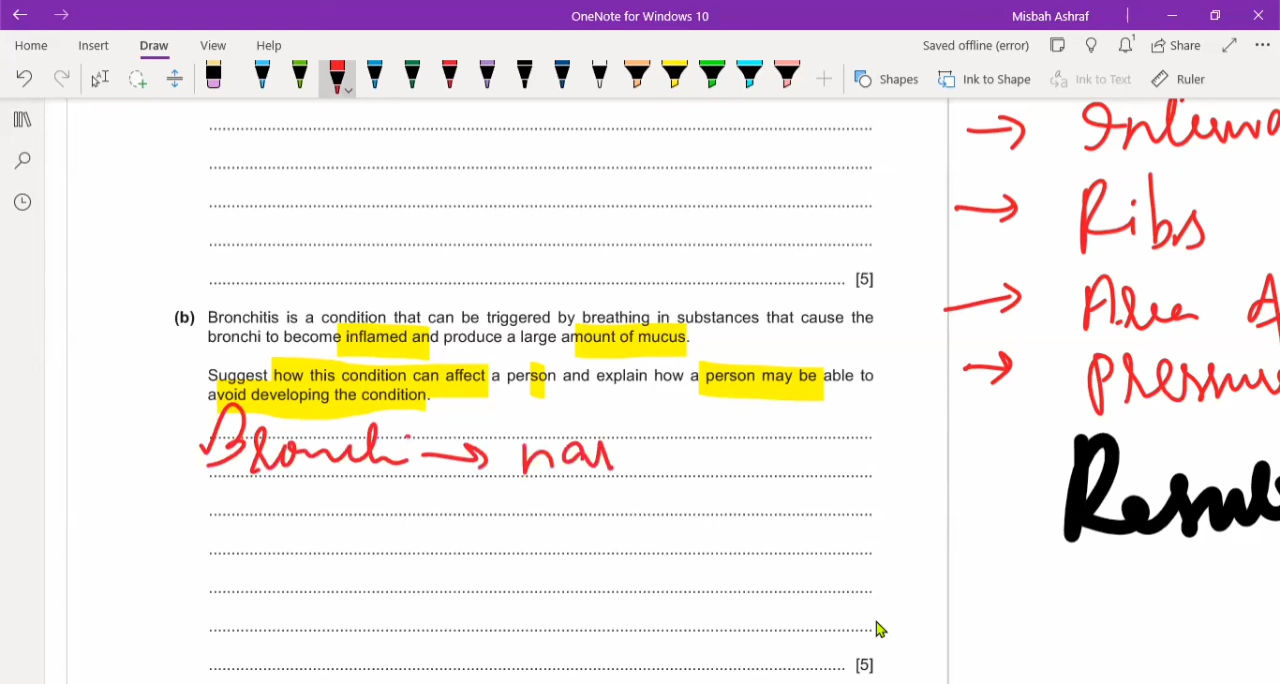 OneNote for Windows 10
Misbah Ashraf
Home Insert Draw View Help
Saved offline (error)
1
Share
Shapes Ink to Shape Ink to Text Ruler
[5]
(b) Bronchitis is a condition that can be triggered by breathing in substances that cause the
bronchi to become inflamed and produce a large amount of mucus.
Suggest how this condition can affect a person and explain how a person may be able to
avoid developing the condition.
Bronchi → nar
[5]
→
→ Ribs
→
→